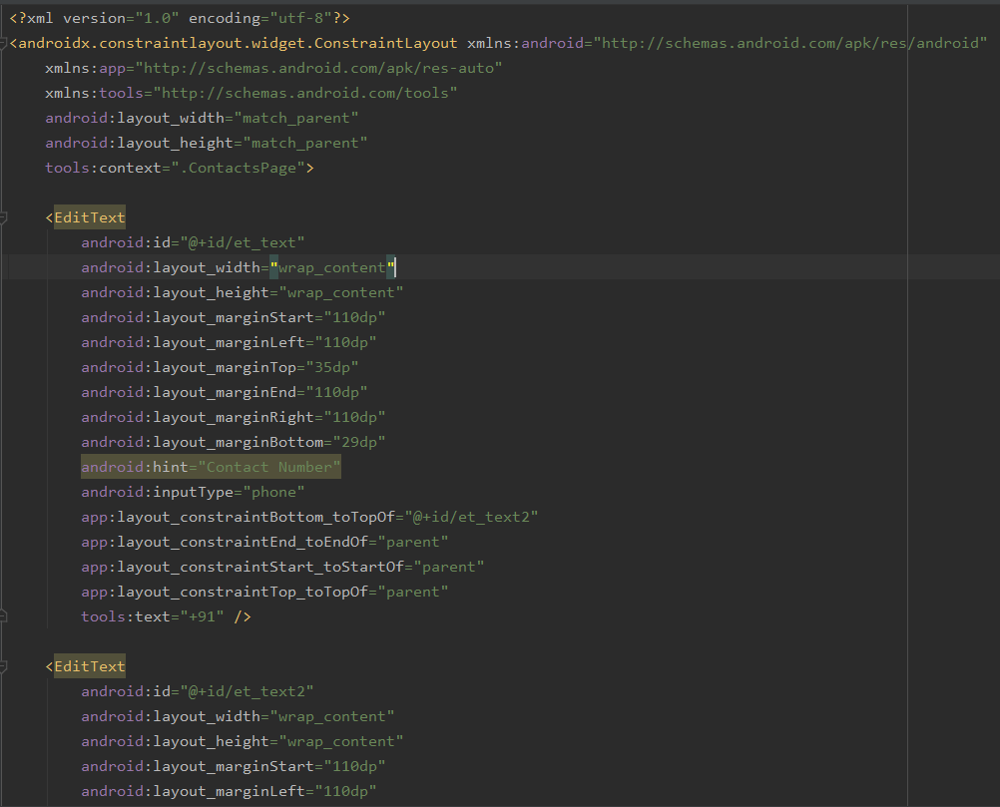 <?xml version="1.0" encoding="utf-8"?>
<androidx.constraintlayout.widget.ConstraintLayout xmlns:android="http://schemas.android.com/apk/res/android"
    xmlns:app="http://schemas.android.com/apk/res-auto"
    xmlns:tools="http://schemas.android.com/tools"
    android:layout_width="match_parent"
    android:layout_height="match_parent"
    tools:context=".ContactsPage">

    <EditText
        android:id="@+id/et_text"
        android:layout_width="wrap_content"
        android:layout_height="wrap_content"
        android:layout_marginStart="110dp"
        android:layout_marginLeft="110dp"
        android:layout_marginTop="35dp"
        android:layout_marginEnd="110dp"
        android:layout_marginRight="110dp"
        android:layout_marginBottom="29dp"
        android:hint="Contact Number"
        android:inputType="phone"
        app:layout_constraintBottom_toTopOf="@+id/et_text2"
        app:layout_constraintEnd_toEndOf="parent"
        app:layout_constraintStart_toStartOf="parent"
        app:layout_constraintTop_toTopOf="parent"
        tools:text="+91" />

    <EditText
        android:id="@+id/et_text2"
        android:layout_width="wrap_content"
        android:layout_height="wrap_content"
        android:layout_marginStart="110dp"
        android:layout_marginLeft="110dp"